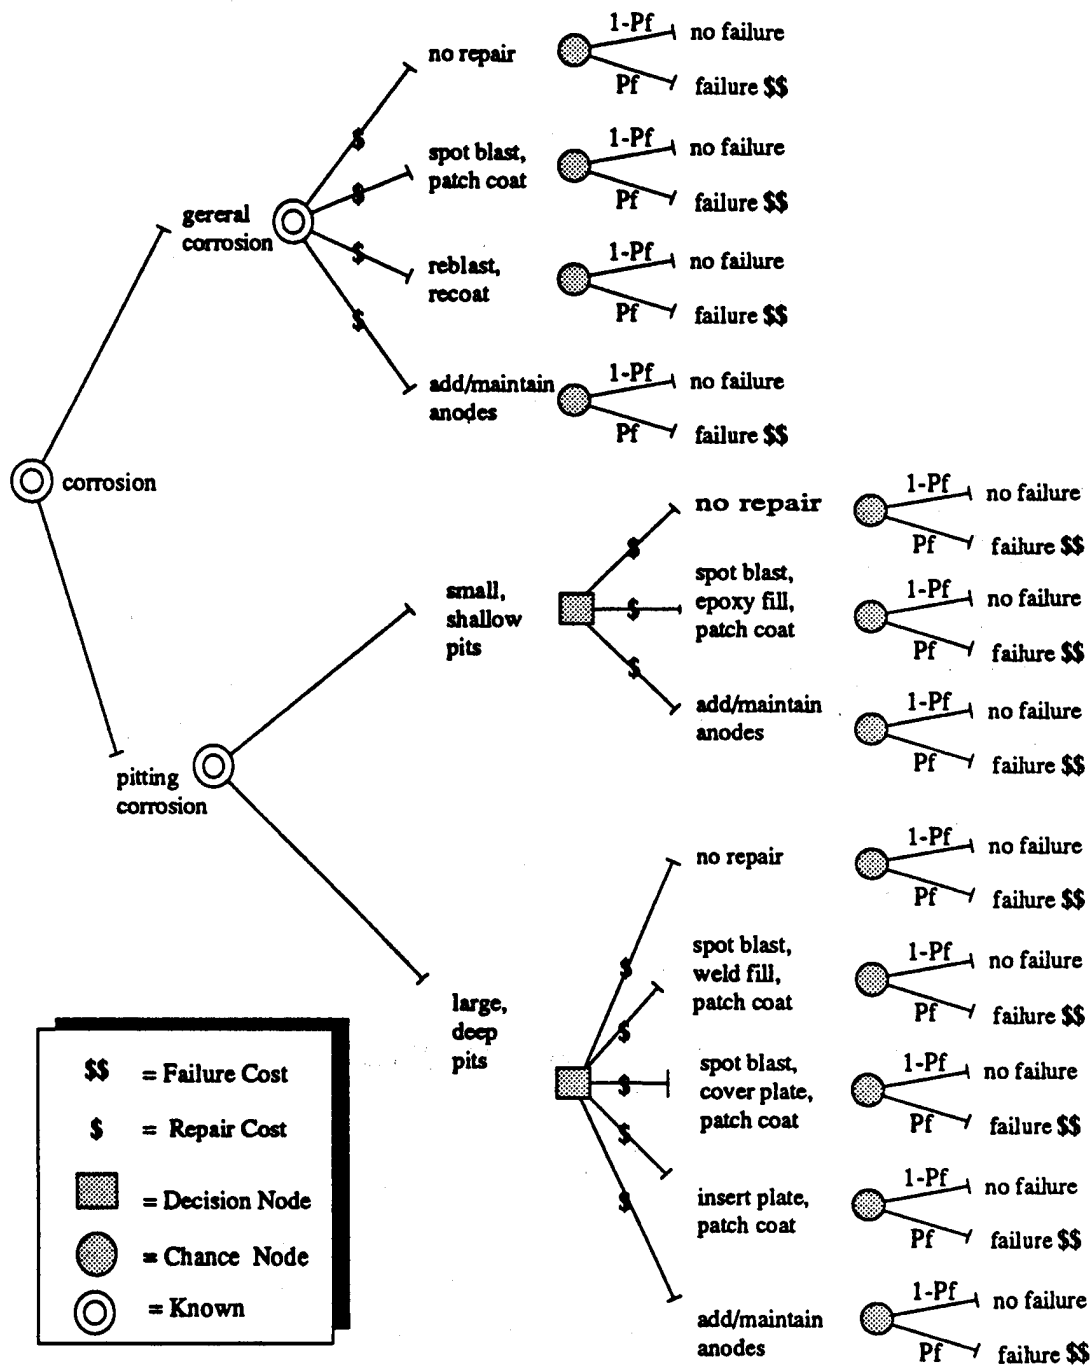 1-Pf
no failure
no repair
Pf
failure $$
1-Pf
no failure
spot blast,
patch coat
$
$
$
$
Pf
failure $$
gereral
corrosion
1-Pf
no failure
reblast,
recoat
Pf
failure $$
1-Pf
no failure
add/maintain
anodes
Pf
failure $$
corrosion
1-Pf
no failure
no repair
Pf
failure $$
small,
shallow
pits
$
$
$
spot blast,
epoxy fill,
patch coat
1-Pf
no failure
Pf
failure $$
add/maintain
anodes
1-Pf
no failure
Pf
failure $$
pitting
corrosion
no repair
1-Pf
no failure
Pf
failure $$
spot blast,
weld fill,
patch coat
1-Pf
no failure
Pf
failure $$
large,
deep
pits
$
$
$
$
$
spot blast,
cover plate,
patch coat
1-Pf
no failure
Pf
failure $$
insert plate,
patch coat
1-Pf
no failure
Pf
failure $$
add/maintain
anodes
1-Pf
no failure
Pf
failure $$
$$ = Failure Cost
$ = Repair Cost
= Decision Node
= Chance Node
= Known